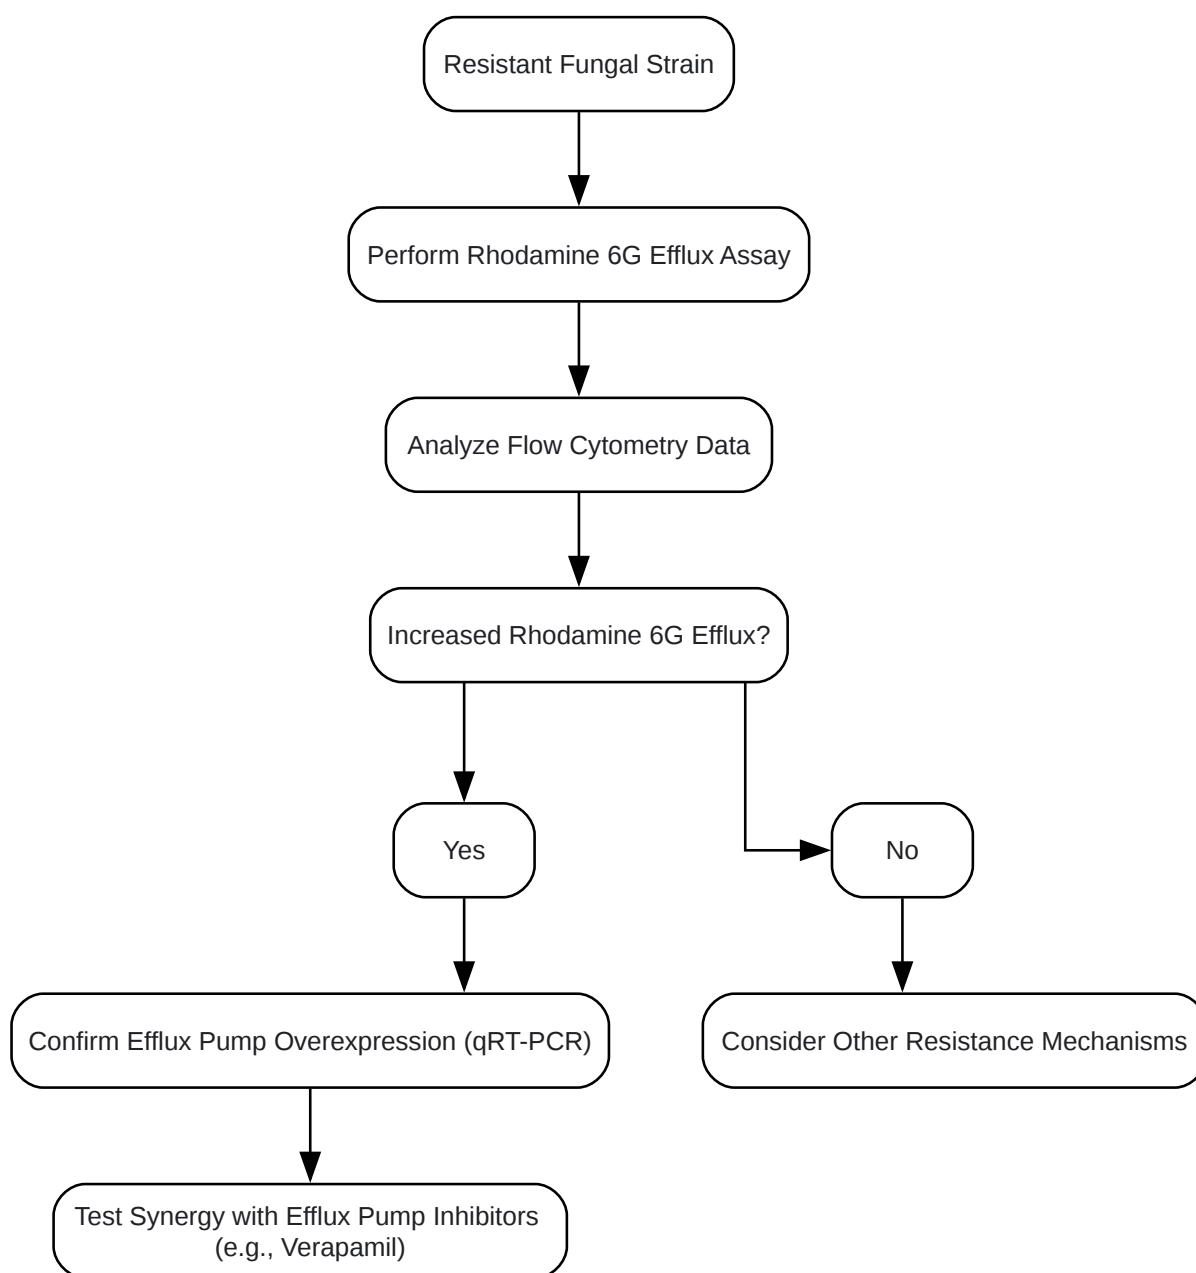 Resistant Fungal Strain
Perform Rhodamine 6G Efflux Assay
Analyze Flow Cytometry Data
Increased Rhodamine 6G Efflux?
Yes
No
Confirm Efflux Pump Overexpression (qRT-PCR)
Consider Other Resistance Mechanisms
Test Synergy with Efflux Pump Inhibitors
(e.g., Verapamil)